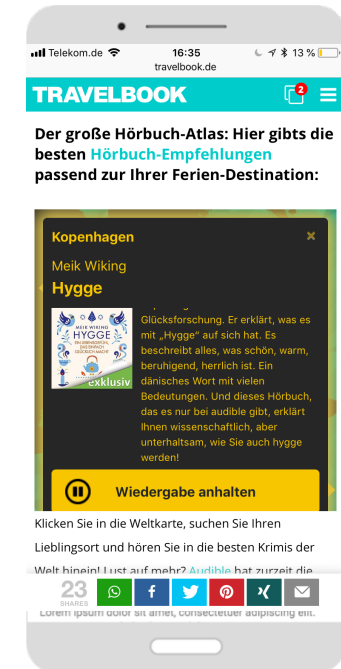 Telekom.de 16:35 13 %
travelbook.de
TRAVELBOOK 2
Der große Hörbuch-Atlas: Hier gibts die
besten Hörbuch-Empfehlungen
passend zur Ihrer Ferien-Destination:
Kopenhagen ×
Meik Wiking
Hygge
MEIK WIKING
HYGGE
exklusiv
Glücksforschung. Er erklärt, was es
mit „Hygge“ auf sich hat. Es
beschreibt alles, was schön, warm,
beruhigend, herrlich ist. Ein
dänisches Wort mit vielen
Bedeutungen. Und dieses Hörbuch,
das es nur bei audible gibt, erklärt
Ihnen wissenschaftlich, aber
unterhaltsam, wie Sie auch hygge
werden!
Wiedergabe anhalten
Klicken Sie in die Weltkarte, suchen Sie Ihren
Lieblingsort und hören Sie in die besten Krimis der
Welt hinein! Lust auf mehr? Audible hat zurzeit die
23
SHARES
Lorem ipsum dolor sit amet, consectetuer adipiscing elit.